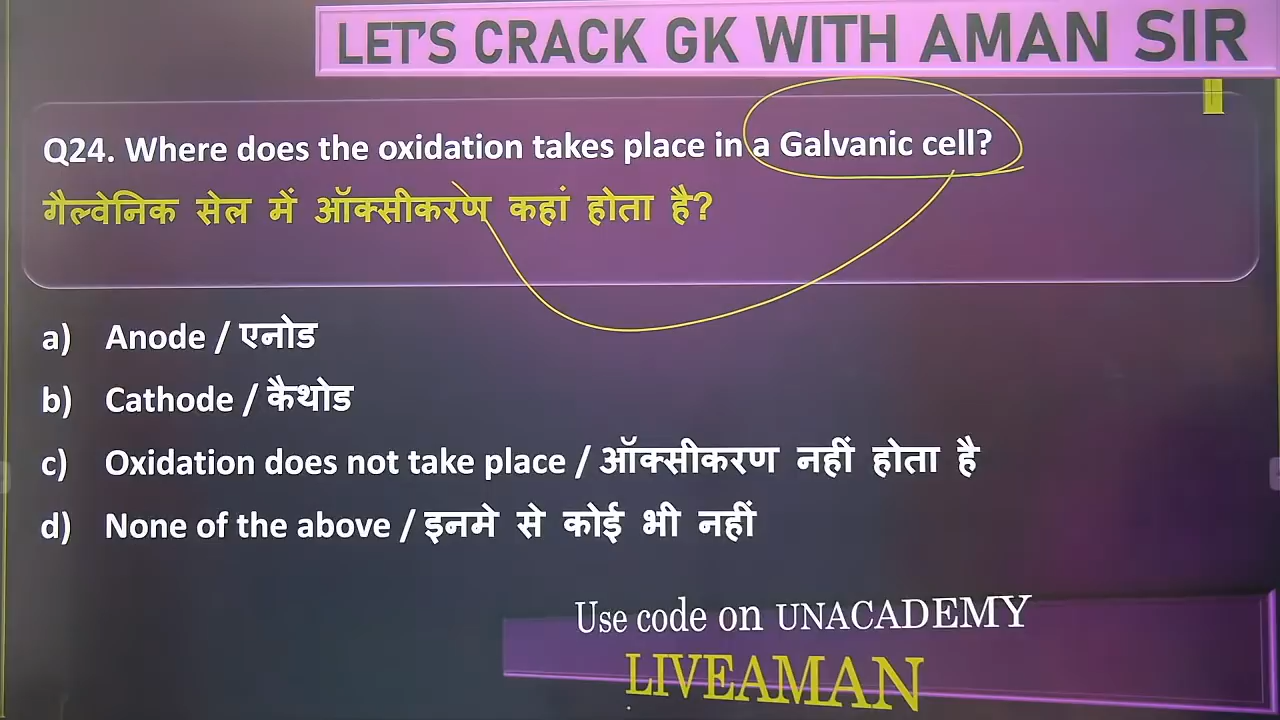 LET'S CRACK GK WITH AMAN SIR
Q24. Where does the oxidation takes place in a Galvanic cell?
गैल्वेनिक सेल में ऑक्सीकरण कहां होता है?
a) Anode / एनोड
b) Cathode / कैथोड
c) Oxidation does not take place / ऑक्सीकरण नहीं होता है
d) None of the above / इनमे से कोई भी नहीं
Use code on UNACADEMY
LIVEAMAN